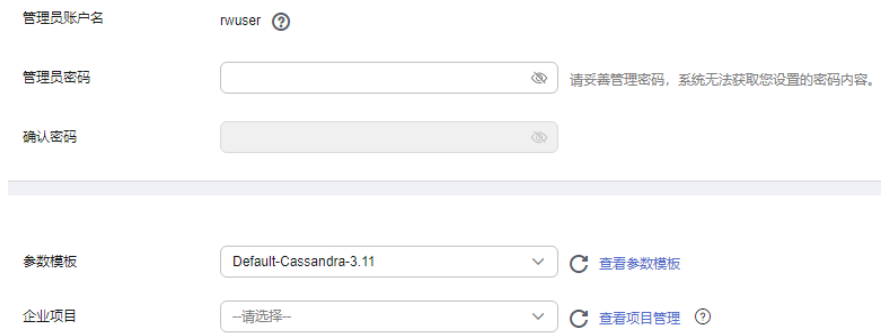 管理员账户名 rwuser
管理员密码 请妥善管理密码，系统无法获取您设置的密码内容。
确认密码
参数模板 Default-Cassandra-3.11 查看参数模板
企业项目 --请选择-- 查看项目管理